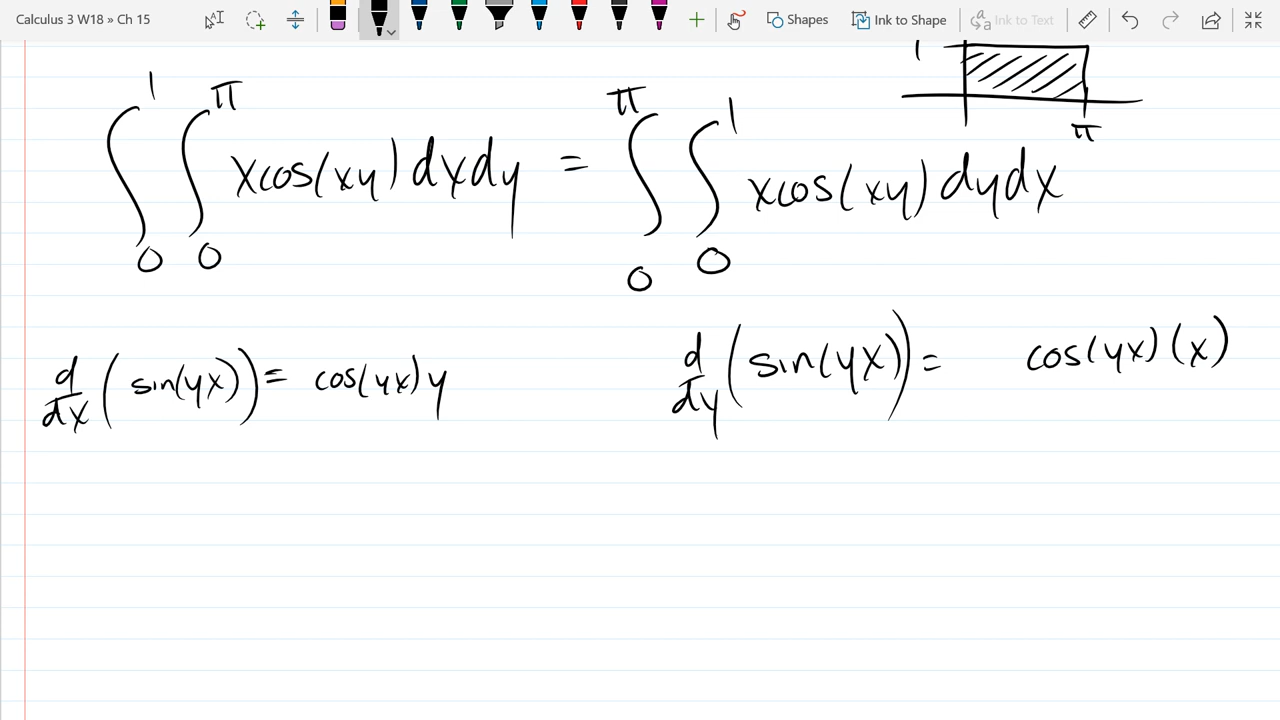 Calculus 3 W18 » Ch 15 Shapes Ink to Shape Ink to Text
1
π
∫₀¹ ∫₀^π x cos(xy) dx dy = ∫₀^π ∫₀¹ x cos(xy) dy dx
d/dx (sin(yx)) = cos(yx) y
d/dy (sin(yx)) = cos(yx)(x)